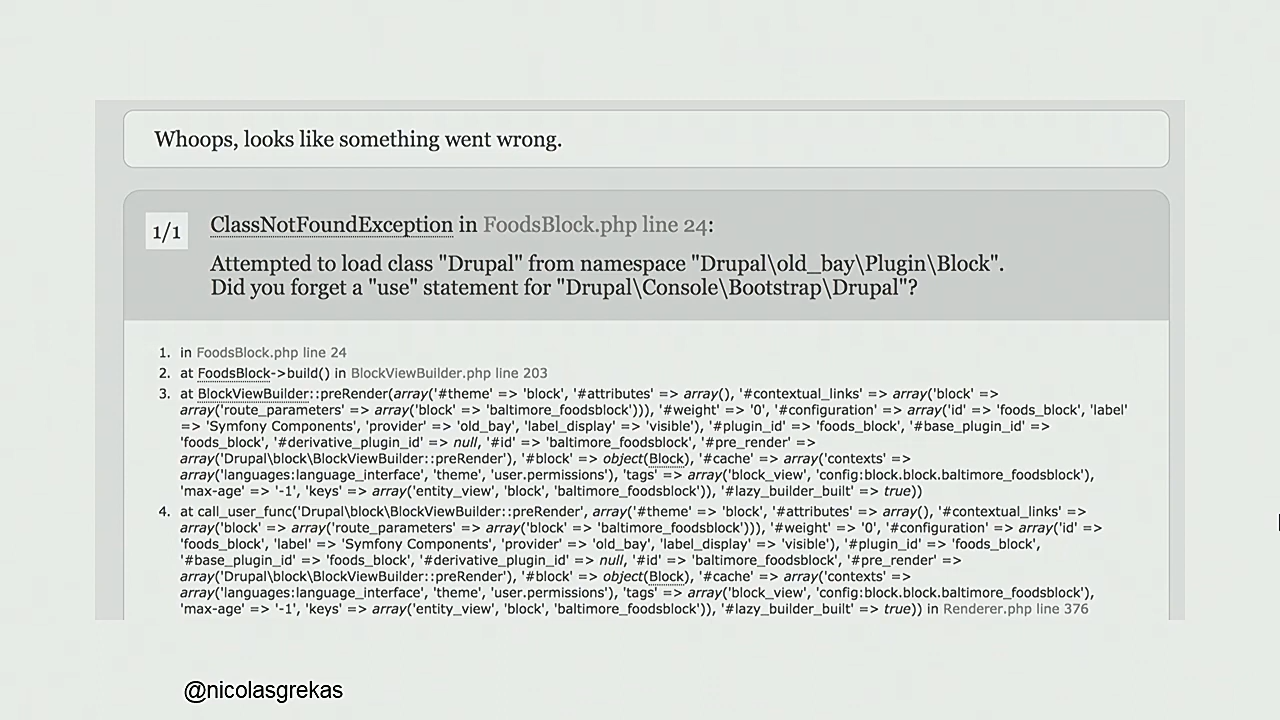 Whoops, looks like something went wrong.
1/1
ClassNotFoundException in FoodsBlock.php line 24:
Attempted to load class "Drupal" from namespace "Drupal\old_bay\Plugin\Block".
Did you forget a "use" statement for "Drupal\Console\Bootstrap\Drupal"?
1. in FoodsBlock.php line 24
2. at FoodsBlock->build() in BlockViewBuilder.php line 203
3. at BlockViewBuilder::preRender(array('#theme' => 'block', '#attributes' => array(), '#contextual_links' => array('block' =>
array('route_parameters' => array('block' => 'baltimore_foodsblock'))), '#weight' => '0', '#configuration' => array('id' => 'foods_block', 'label'
=> 'Symfony Components', 'provider' => 'old_bay', 'label_display' => 'visible'), '#plugin_id' => 'foods_block', '#base_plugin_id' =>
'foods_block', '#derivative_plugin_id' => null, '#id' => 'baltimore_foodsblock', '#pre_render' =>
array('Drupal\block\BlockViewBuilder::preRender'), '#block' => object(Block), '#cache' => array('contexts' =>
array('languages:language_interface', 'theme', 'user.permissions'), 'tags' => array('block_view', 'config:block.block.baltimore_foodsblock'),
'max-age' => '-1', 'keys' => array('entity_view', 'block', 'baltimore_foodsblock')), '#lazy_builder_built' => true))
4. at call_user_func('Drupal\block\BlockViewBuilder::preRender', array('#theme' => 'block', '#attributes' => array(), '#contextual_links' =>
array('block' => array('route_parameters' => array('block' => 'baltimore_foodsblock'))), '#weight' => '0', '#configuration' => array('id' =>
'foods_block', 'label' => 'Symfony Components', 'provider' => 'old_bay', 'label_display' => 'visible'), '#plugin_id' => 'foods_block',
'#base_plugin_id' => 'foods_block', '#derivative_plugin_id' => null, '#id' => 'baltimore_foodsblock', '#pre_render' =>
array('Drupal\block\BlockViewBuilder::preRender'), '#block' => object(Block), '#cache' => array('contexts' =>
array('languages:language_interface', 'theme', 'user.permissions'), 'tags' => array('block_view', 'config:block.block.baltimore_foodsblock'),
'max-age' => '-1', 'keys' => array('entity_view', 'block', 'baltimore_foodsblock')), '#lazy_builder_built' => true)) in Renderer.php line 376
@nicolasgrekas